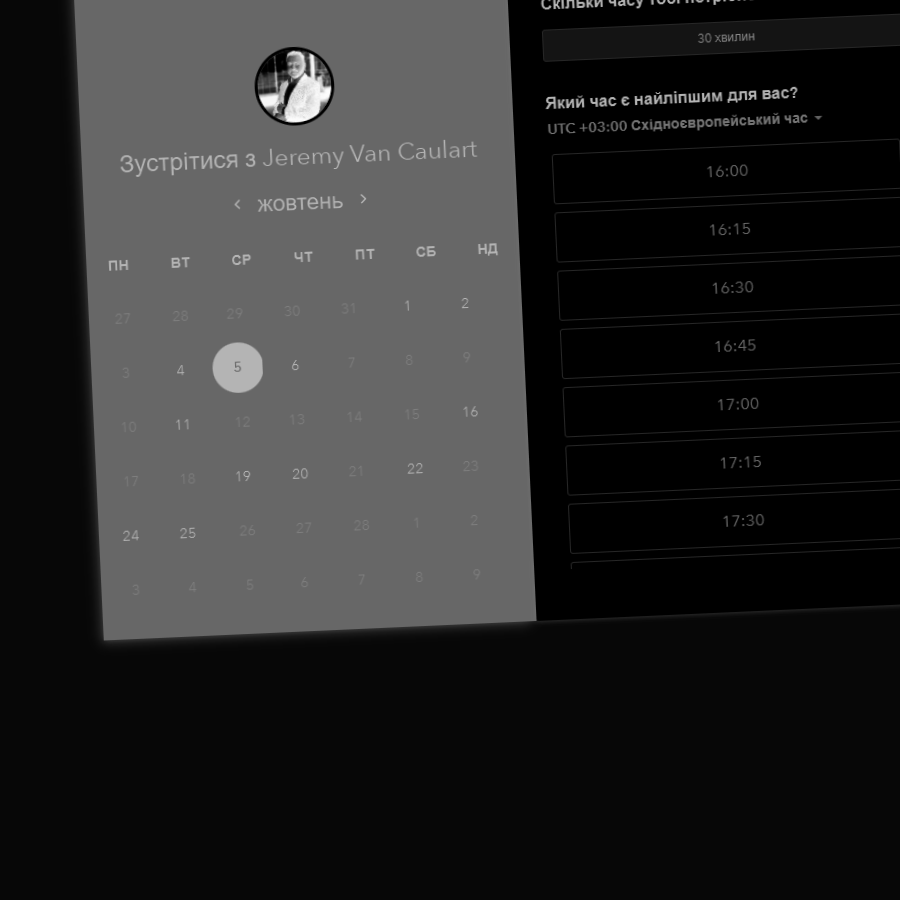 Зустрітися з Jeremy Van Caulart
жовтень
ПН ВТ СР ЧТ ПТ СБ НД
27 28 29 30 31 1 2
3 4 5 6 7 8 9
10 11 12 13 14 15 16
17 18 19 20 21 22 23
24 25 26 27 28 1 2
3 4 5 6 7 8 9
Скільки часу тобі
30 хвилин
Який час є найліпшим для вас?
UTC +03:00 Східноєвропейський час
16:00
16:15
16:30
16:45
17:00
17:15
17:30